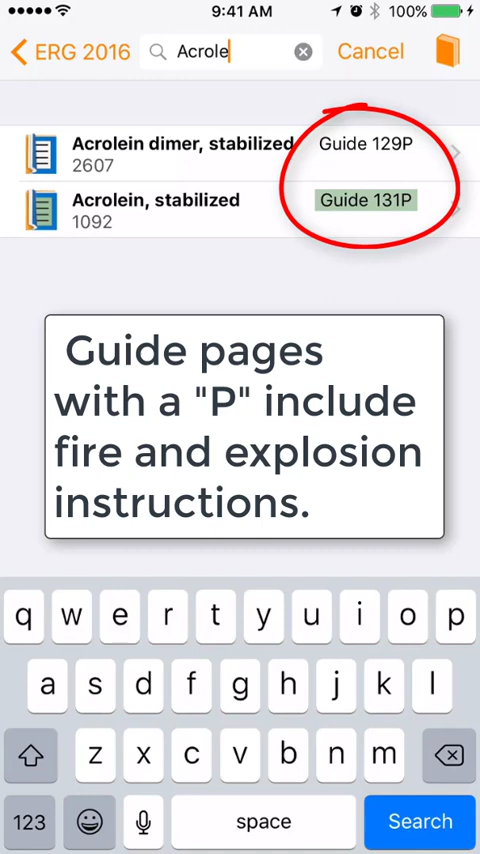 9:41 AM 100%
ERG 2016 Acrole Cancel
Acrolein dimer, stabilized Guide 129P
2607
Acrolein, stabilized Guide 131P
1092
Guide pages
with a "P" include
fire and explosion
instructions.
q w e r t y u i o p
a s d f g h j k l
z x c v b n m
123 space Search